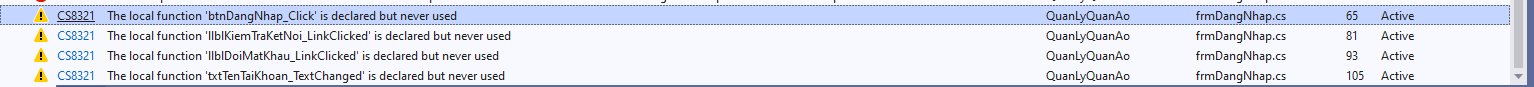 CS8321 The local function 'btnDangNhap_Click' is declared but never used QuanLyQuanAo frmDangNhap.cs 65 Active
CS8321 The local function 'llblKiemTraKetNoi_LinkClicked' is declared but never used QuanLyQuanAo frmDangNhap.cs 81 Active
CS8321 The local function 'llblDoiMatKhau_LinkClicked' is declared but never used QuanLyQuanAo frmDangNhap.cs 93 Active
CS8321 The local function 'txtTenTaiKhoan_TextChanged' is declared but never used QuanLyQuanAo frmDangNhap.cs 105 Active